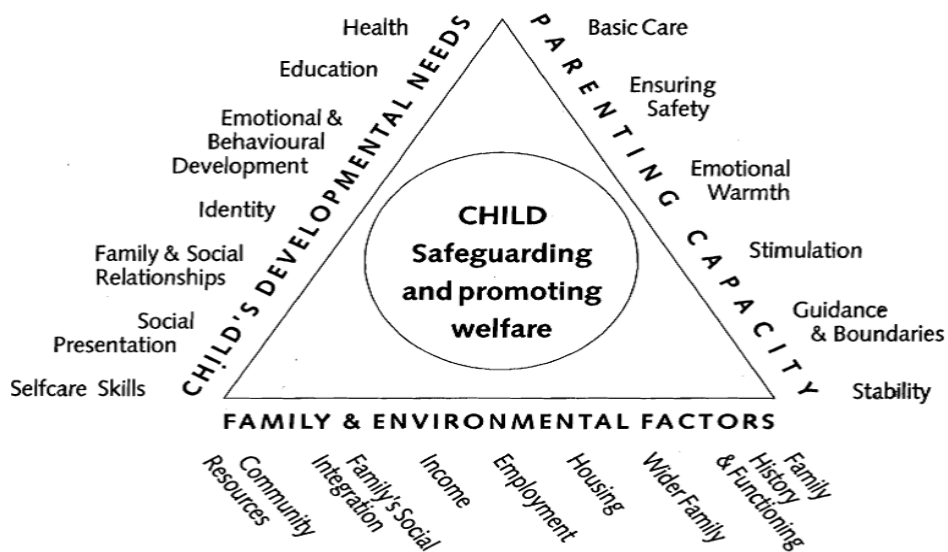 Health
Education
Emotional &
Behavioural
Development
Identity
Family & Social
Relationships
Social
Presentation
Selfcare Skills
CHILD'S DEVELOPMENTAL NEEDS
CHILD
Safeguarding
and promoting
welfare
PARENTING CAPACITY
Basic Care
Ensuring
Safety
Emotional
Warmth
Stimulation
Guidance
& Boundaries
Stability
FAMILY & ENVIRONMENTAL FACTORS
Community
Resources
Family's Social
Integration
Income
Employment
Housing
Wider Family
Family
History
& Functioning